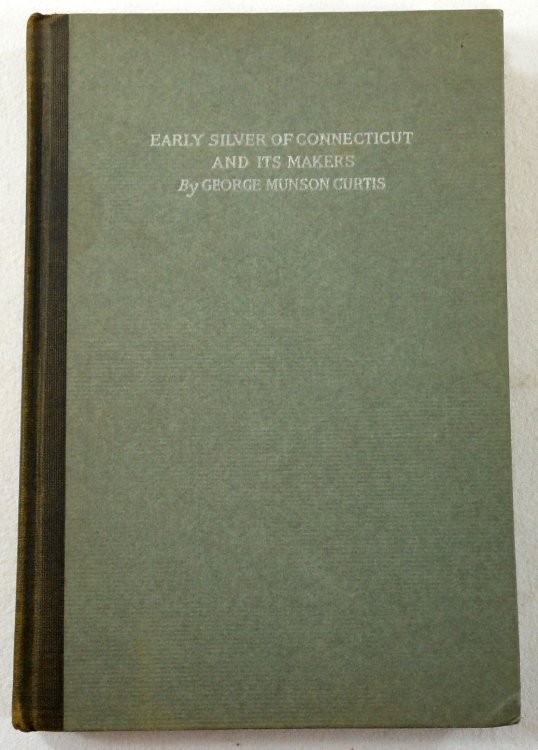 EARLY SILVER OF CONNECTICUT
AND ITS MAKERS
By GEORGE MUNSON CURTIS